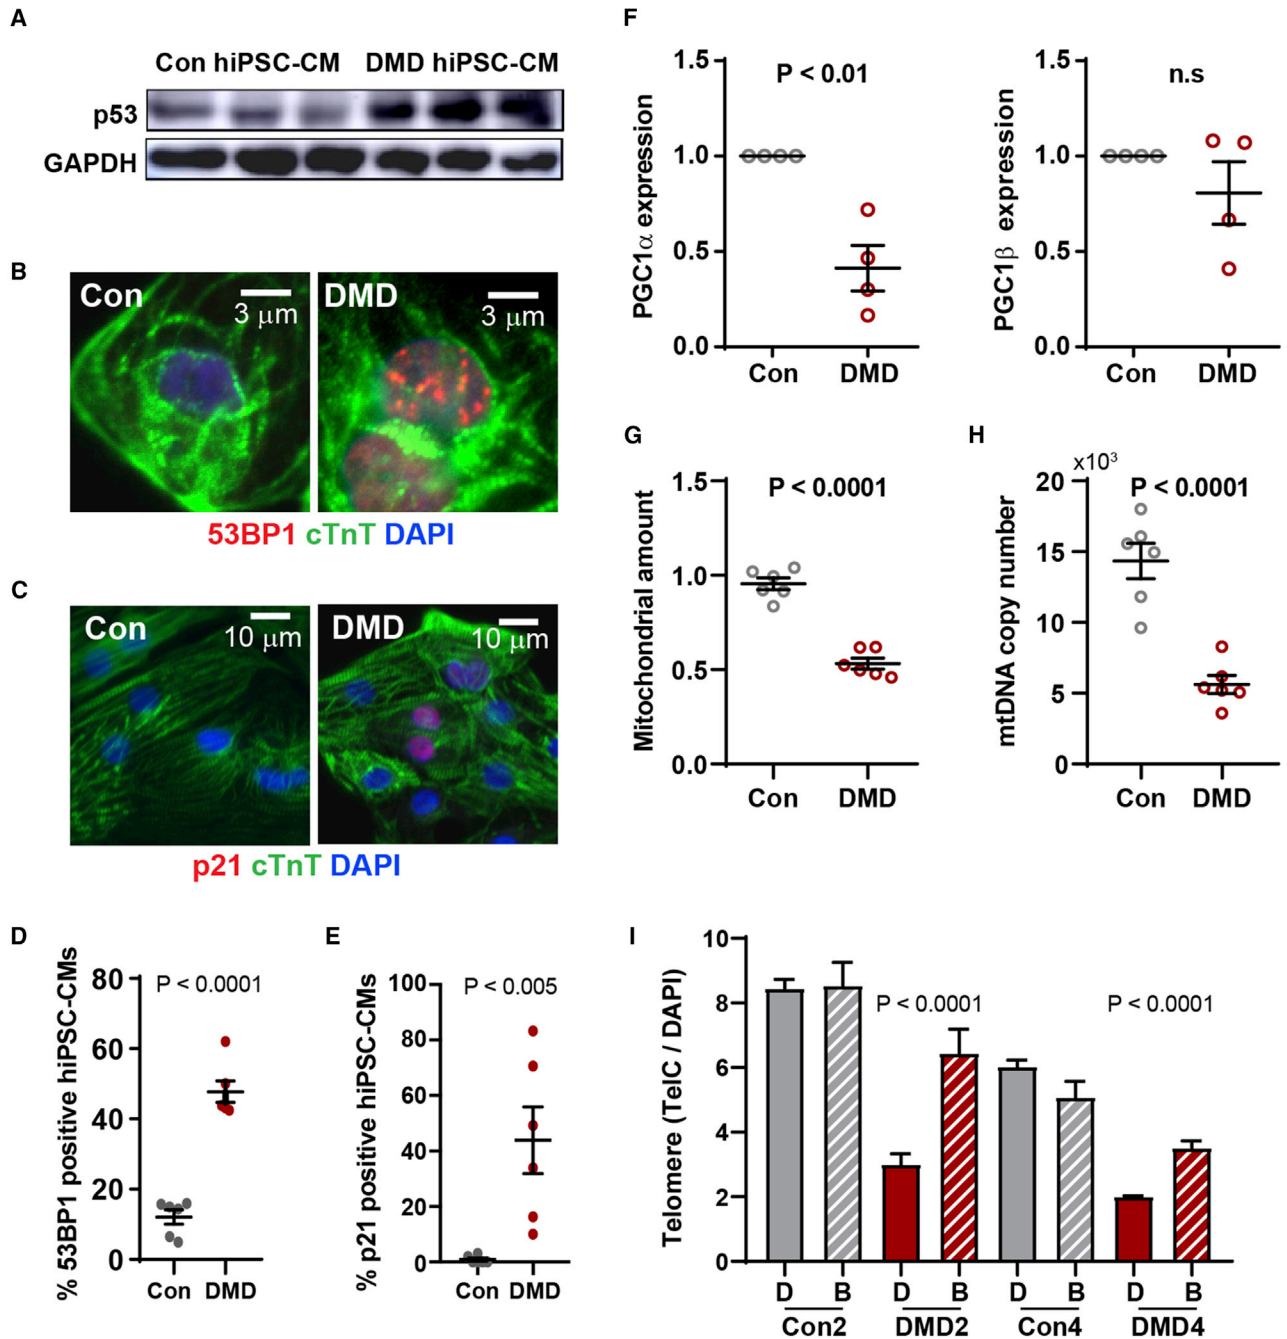 A
Con hiPSC-CM DMD hiPSC-CM
p53
GAPDH
B
Con
3 μm
DMD
3 μm
53BP1 cTnT DAPI
C
Con
10 μm
DMD
10 μm
p21 cTnT DAPI
D
% 53BP1 positive hiPSC-CMs
P < 0.0001
80
60
40
20
0
Con DMD
E
% p21 positive hiPSC-CMs
P < 0.005
100
80
60
40
20
0
Con DMD
F
PGC1α expression
P < 0.01
1.5
1.0
0.5
0.0
Con DMD
PGC1β expression
n.s
1.5
1.0
0.5
0.0
Con DMD
G
Mitochondrial amount
P < 0.0001
1.5
1.0
0.5
0.0
Con DMD
H
mtDNA copy number
x10³
P < 0.0001
20
15
10
5
0
Con DMD
I
Telomere (TelC / DAPI)
10
8
6
4
2
0
P < 0.0001
P < 0.0001
D B D B D B D B
Con2 DMD2 Con4 DMD4